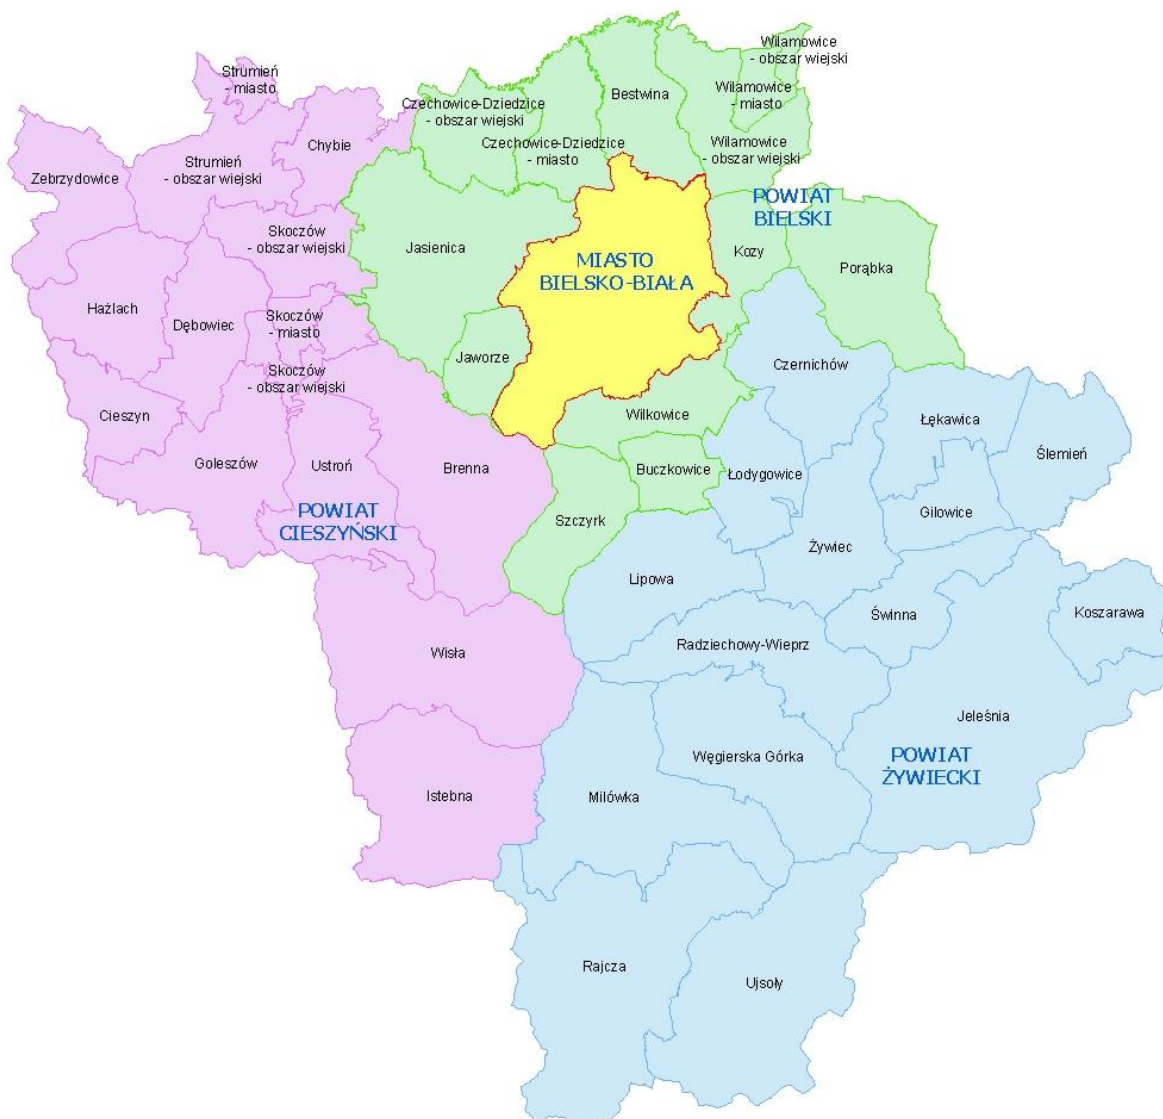 Wilamowice
- obszar wiejski
Strumień
- miasto
Bestwina
Wilamowice
- miasto
Czechowice-Dziedzice
- obszar wiejski
Czechowice-Dziedzice
- miasto
Wilamowice
- obszar wiejski
Chybie
Strumień
- obszar wiejski
Zebrzydowice
POWIAT
BIELSKI
Skoczów
- obszar wiejski
Jasienica
Kozy
Porąbka
MIASTO
BIELSKO-BIAŁA
Hażlach
Dębowiec
Skoczów
- miasto
Jaworze
Czernichów
Skoczów
- obszar wiejski
Cieszyn
Wilkowice
Łękawica
Ślemień
Goleszów
Ustroń
Brenna
Buczkowice
Łodygowice
POWIAT
CIESZYŃSKI
Szczyrk
Gilowice
Żywiec
Lipowa
Świnna
Koszarawa
Wisła
Radziechowy-Wieprz
Jeleśnia
Węgierska Górka
POWIAT
ŻYWIECKI
Istebna
Milówka
Rajcza
Ujsoły